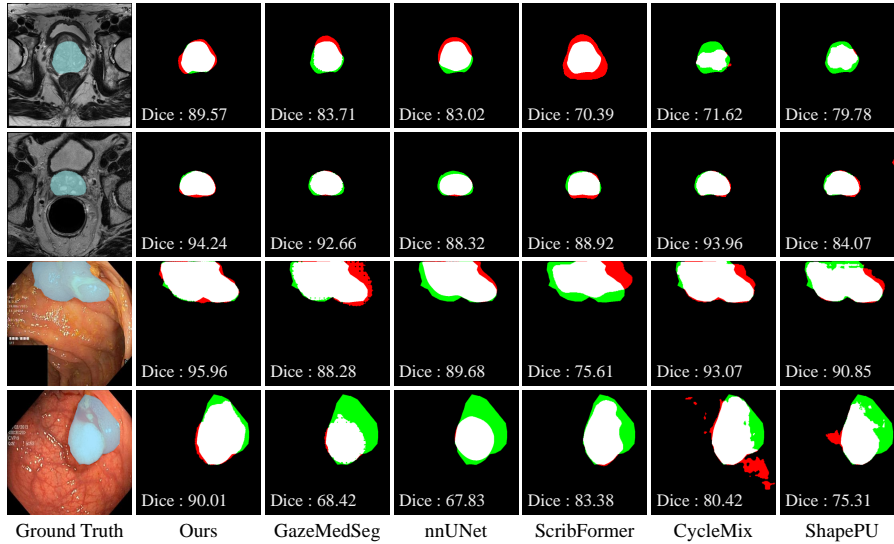 Dice : 89.57 Dice : 83.71 Dice : 83.02 Dice : 70.39 Dice : 71.62 Dice : 79.78
Dice : 94.24 Dice : 92.66 Dice : 88.32 Dice : 88.92 Dice : 93.96 Dice : 84.07
Dice : 95.96 Dice : 88.28 Dice : 89.68 Dice : 75.61 Dice : 93.07 Dice : 90.85
Dice : 90.01 Dice : 68.42 Dice : 67.83 Dice : 83.38 Dice : 80.42 Dice : 75.31
Ground Truth Ours GazeMedSeg nnUNet ScribFormer CycleMix ShapePU